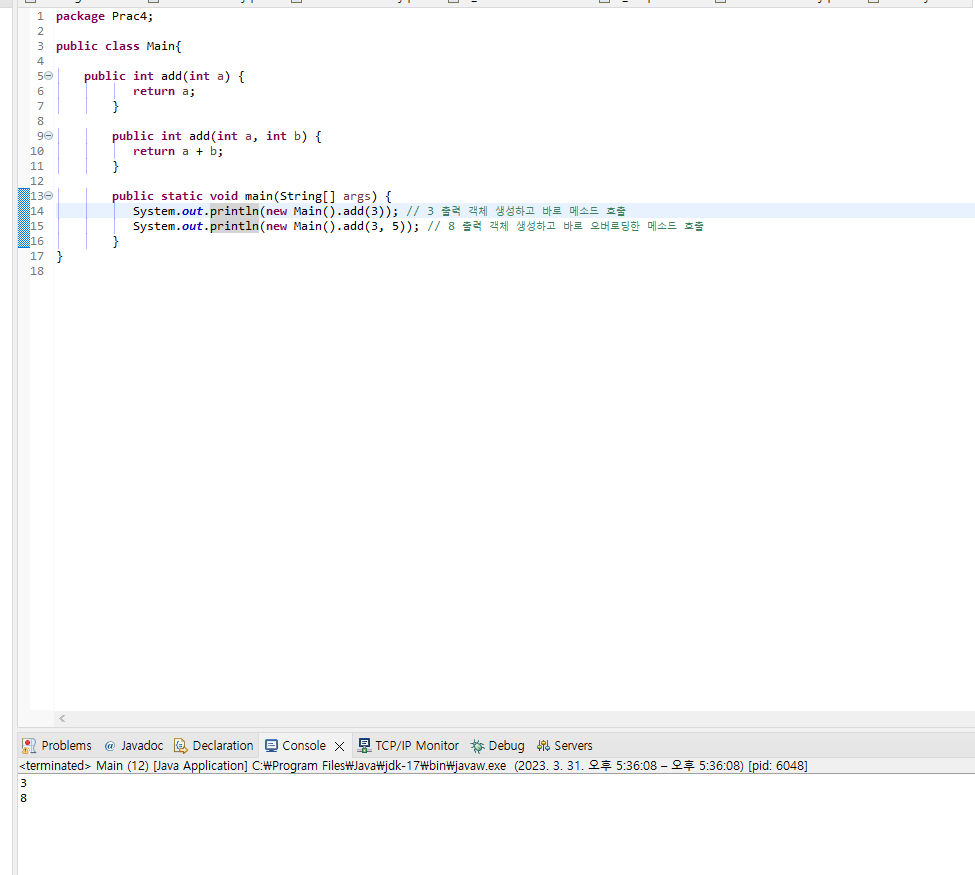 1 package Prac4;
2
3 public class Main{
4
5 public int add(int a) {
6 return a;
7 }
8
9 public int add(int a, int b) {
10 return a + b;
11 }
12
13 public static void main(String[] args) {
14 System.out.println(new Main().add(3)); // 3 출력 객체 생성하고 바로 메소드 호출
15 System.out.println(new Main().add(3, 5)); // 8 출력 객체 생성하고 바로 오버로딩한 메소드 호출
16 }
17 }
18
Problems @ Javadoc Declaration Console TCP/IP Monitor Debug Servers
<terminated> Main (12) [Java Application] C:₩Program Files₩Java₩jdk-17₩bin₩javaw.exe (2023. 3. 31. 오후 5:36:08 – 오후 5:36:08) [pid: 6048]
3
8